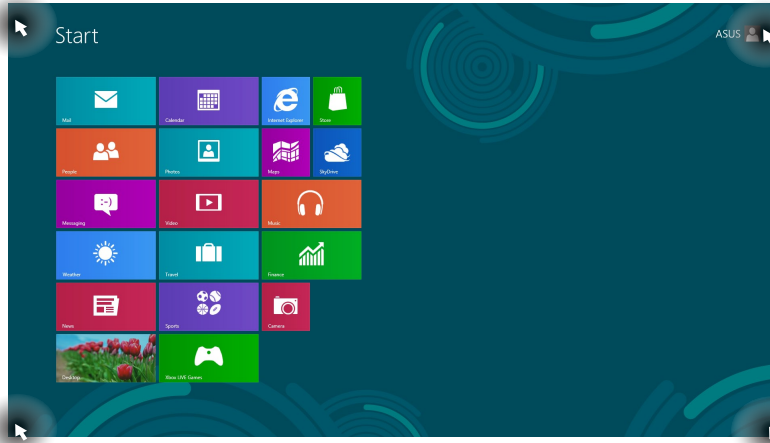 Start
ASUS
Mail
Calendar
Internet Explorer
Store
People
Photos
Maps
SkyDrive
Messaging
:-)
Video
Music
Weather
Travel
Finance
News
Sports
Camera
Desktop
Xbox LIVE Games